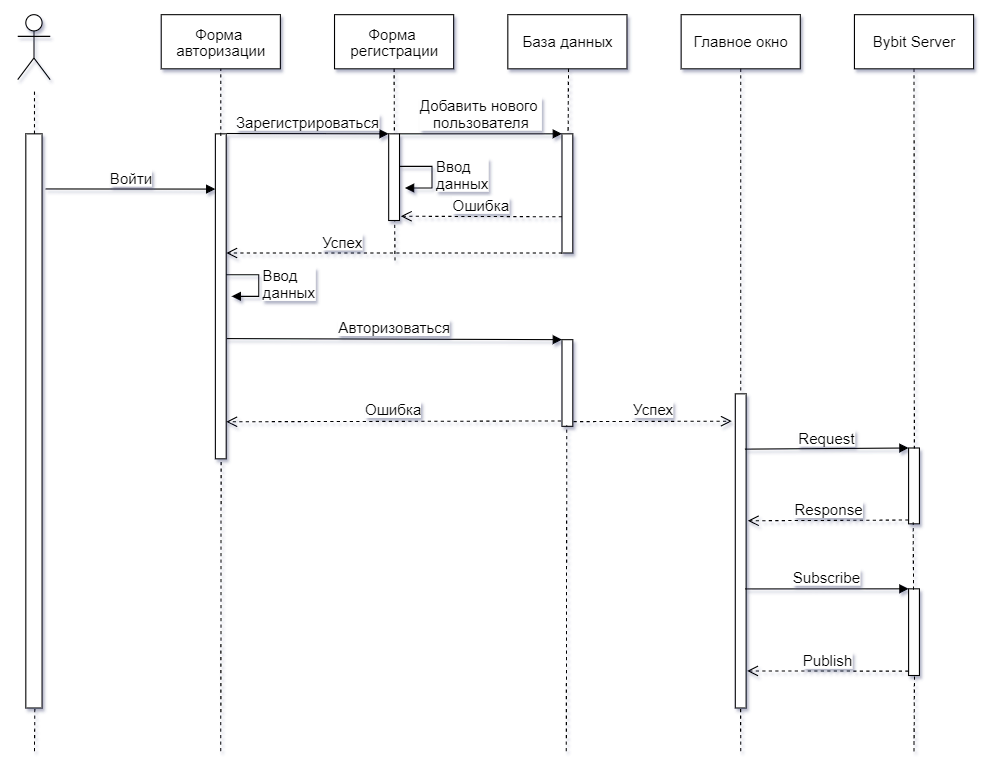 Форма
авторизации
Форма
регистрации
База данных
Главное окно
Bybit Server
Добавить нового
пользователя
Зарегистрироваться
Ввод
данных
Войти
Ошибка
Успех
Ввод
данных
Авторизоваться
Ошибка
Успех
Request
Response
Subscribe
Publish